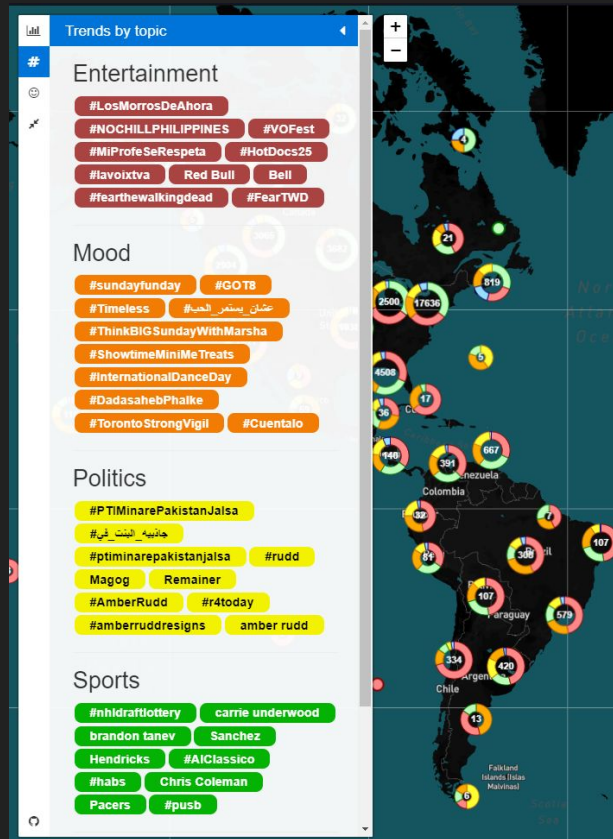 Trends by topic
Entertainment
#LosMorrosDeAhora
#NOCHILLPHILIPPINES #VOFest
#MiProfeSeRespeta #HotDocs25
#lavoixtva Red Bull Bell
#fearthewalkingdead #FearTWD
Mood
#sundayfunday #GOT8
#Timeless #عشان_يستمر_الحب
#ThinkBIGSundayWithMarsha
#ShowtimeMiniMeTreats
#InternationalDanceDay
#DadasahebPhalke
#TorontoStrongVigil #Cuentalo
Politics
#PTIMinarePakistanJalsa
#جاذبيه_البنت_في
#ptiminarepakistanjalsa #rudd
Magog Remainer
#AmberRudd #r4today
#amberruddresigns amber rudd
Sports
#nhldraftlottery carrie underwood
brandon tanev Sanchez
Hendricks #AlClassico
#habs Chris Coleman
Pacers #pusb
+
−
4
21
819
2500 17636
5
4508
17
36
667
391
Colombia
32
7
81
308
107
107
Paraguay
579
334
420
Chile
13
Falkland
Islands (Islas
Malvinas)
6
Scotia
Sea